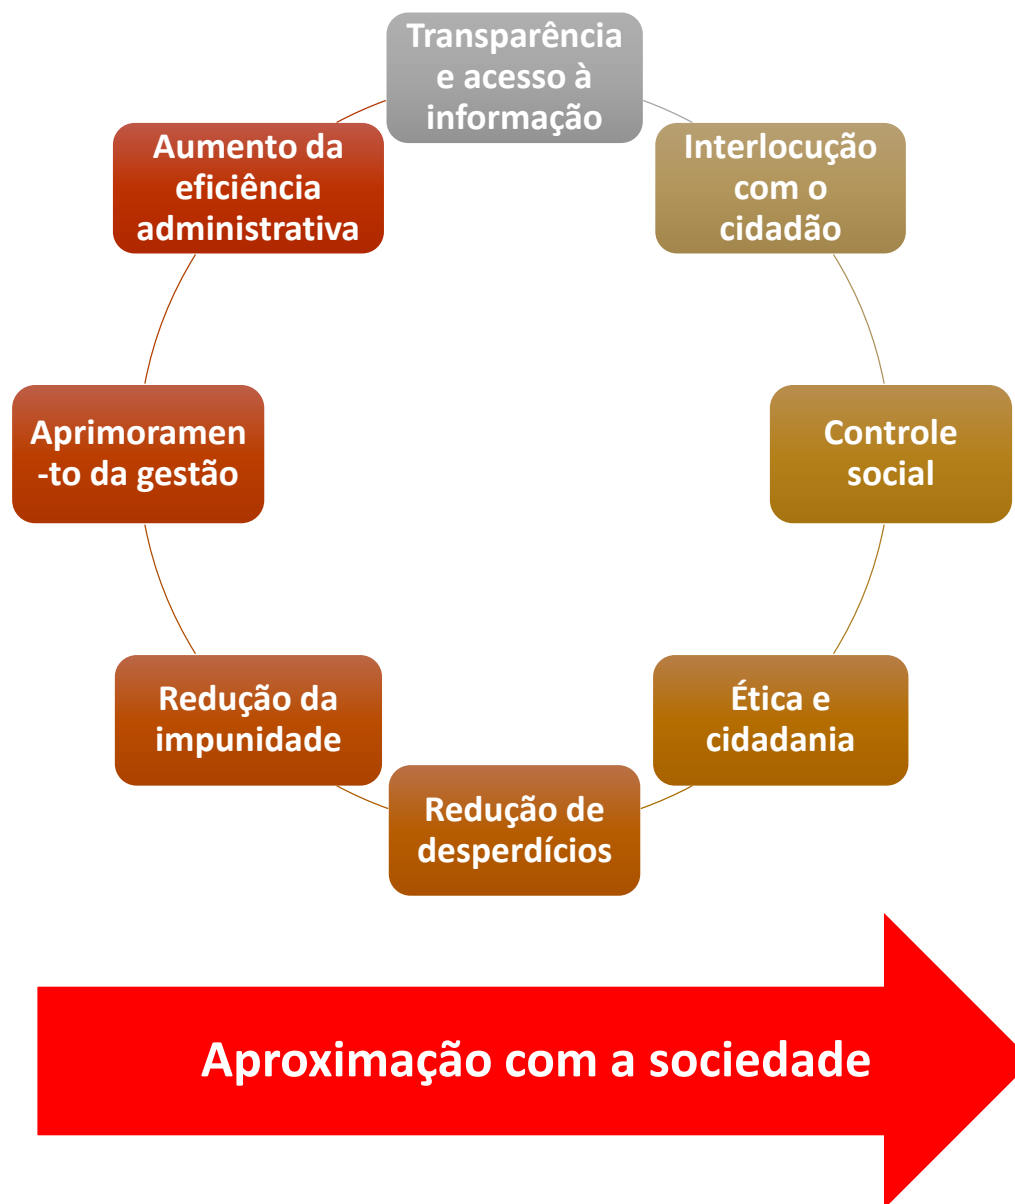 Transparência
e acesso à
informação
Interlocução
com o
cidadão
Controle
social
Ética e
cidadania
Redução de
desperdícios
Redução da
impunidade
Aprimoramen
-to da gestão
Aumento da
eficiência
administrativa
Aproximação com a sociedade